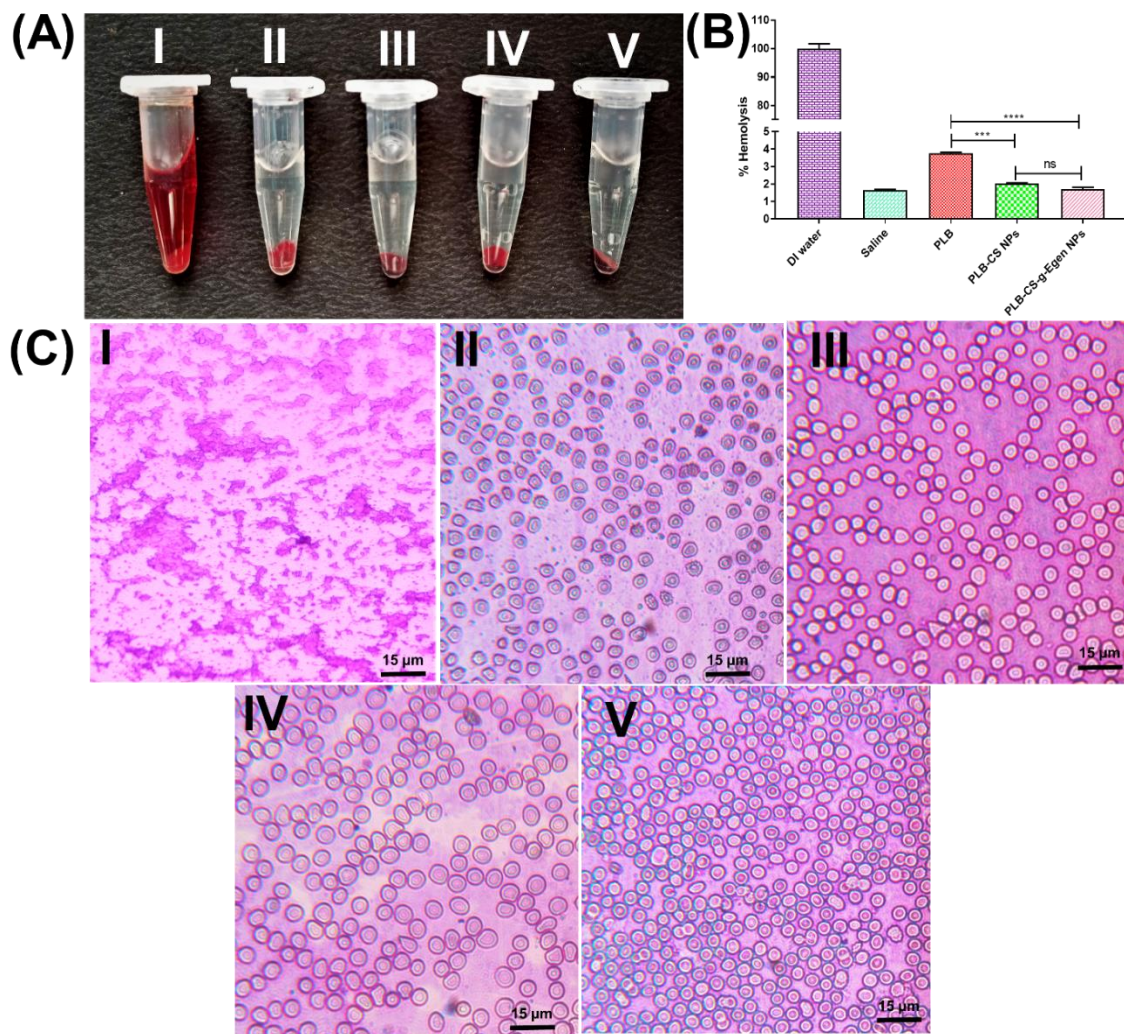 (A)
I II III IV V
(B)
% Hemolysis
110
100
90
80
70
60
5
4
3
2
1
0
****
***
ns
DI water
Saline
PLB
PLB-CS NPs
PLB-CS-g-Egen NPs
(C)
I
15 µm
II
15 µm
III
15 µm
IV
15 µm
V
15 µm